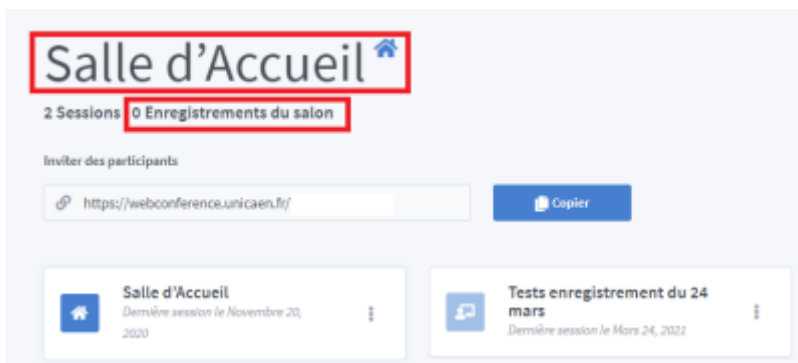 Salle d'Accueil
2 Sessions 0 Enregistrements du salon
Inviter des participants
https://webconference.unicaen.fr/
Copier
Salle d'Accueil
Dernière session le Novembre 20,
2020
Tests enregistrement du 24
mars
Dernière session le Mars 24, 2021